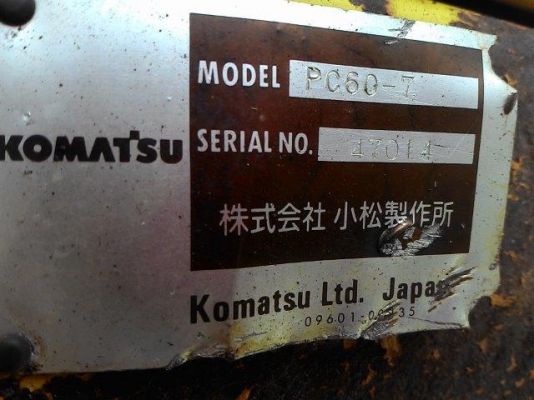 MODEL PC60-7
KOMATSU
SERIAL NO. 47014
株式会社 小松製作所
Komatsu Ltd. Japan